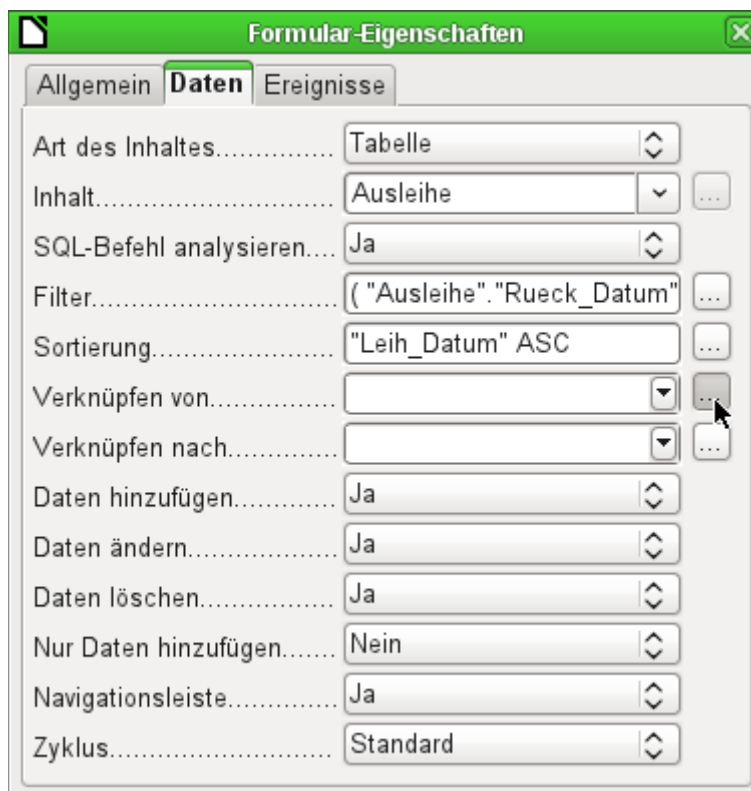 Formular-Eigenschaften
Allgemein Daten Ereignisse
Art des Inhaltes............... Tabelle
Inhalt............................ Ausleihe ...
SQL-Befehl analysieren.... Ja
Filter............................ ( "Ausleihe"."Rueck_Datum" ...
Sortierung..................... "Leih_Datum" ASC ...
Verknüpfen von................ ...
Verknüpfen nach.............. ...
Daten hinzufügen............ Ja
Daten ändern................. Ja
Daten löschen................ Ja
Nur Daten hinzufügen....... Nein
Navigationsleiste............. Ja
Zyklus.......................... Standard